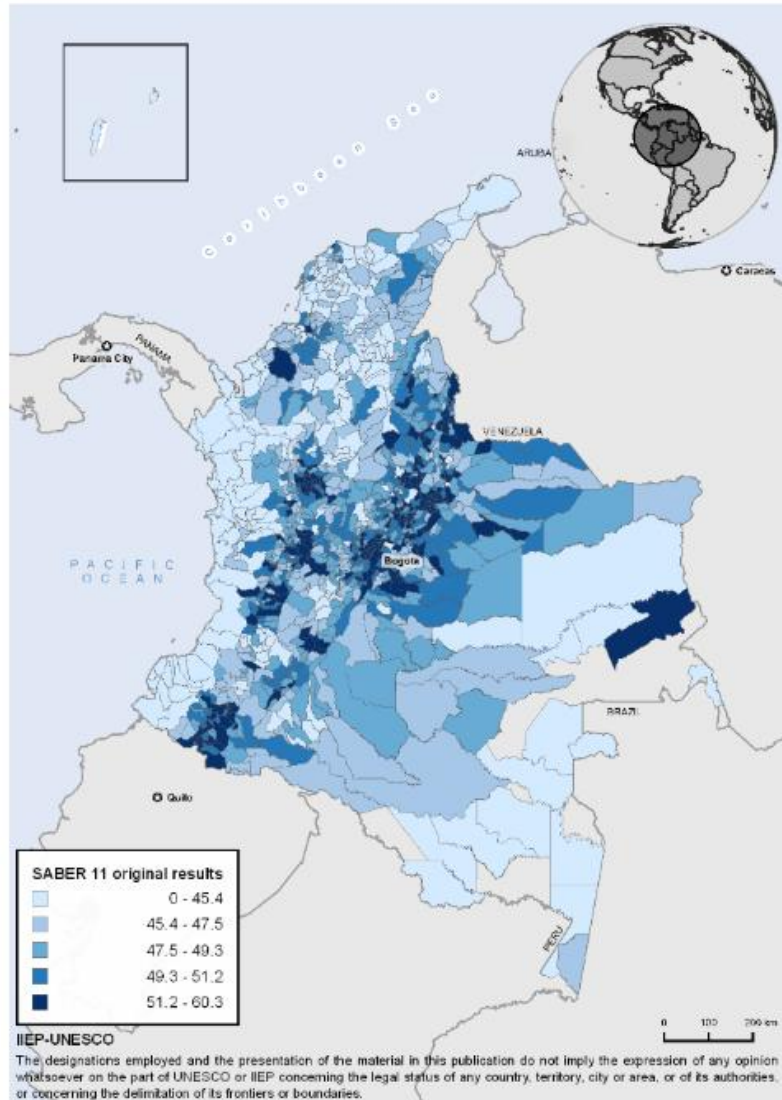 ARUBA
Caribbean Sea
Caracas
PANAMA
Panama City
VENEZUELA
PACIFIC
OCEAN
Bogota
BRAZIL
Quito
SABER 11 original results
0 - 45.4
45.4 - 47.5
47.5 - 49.3
49.3 - 51.2
51.2 - 60.3
PERU
0 100 200 km
IIEP-UNESCO
The designations employed and the presentation of the material in this publication do not imply the expression of any opinion
whatsoever on the part of UNESCO or IIEP concerning the legal status of any country, territory, city or area, or of its authorities,
or concerning the delimitation of its frontiers or boundaries.